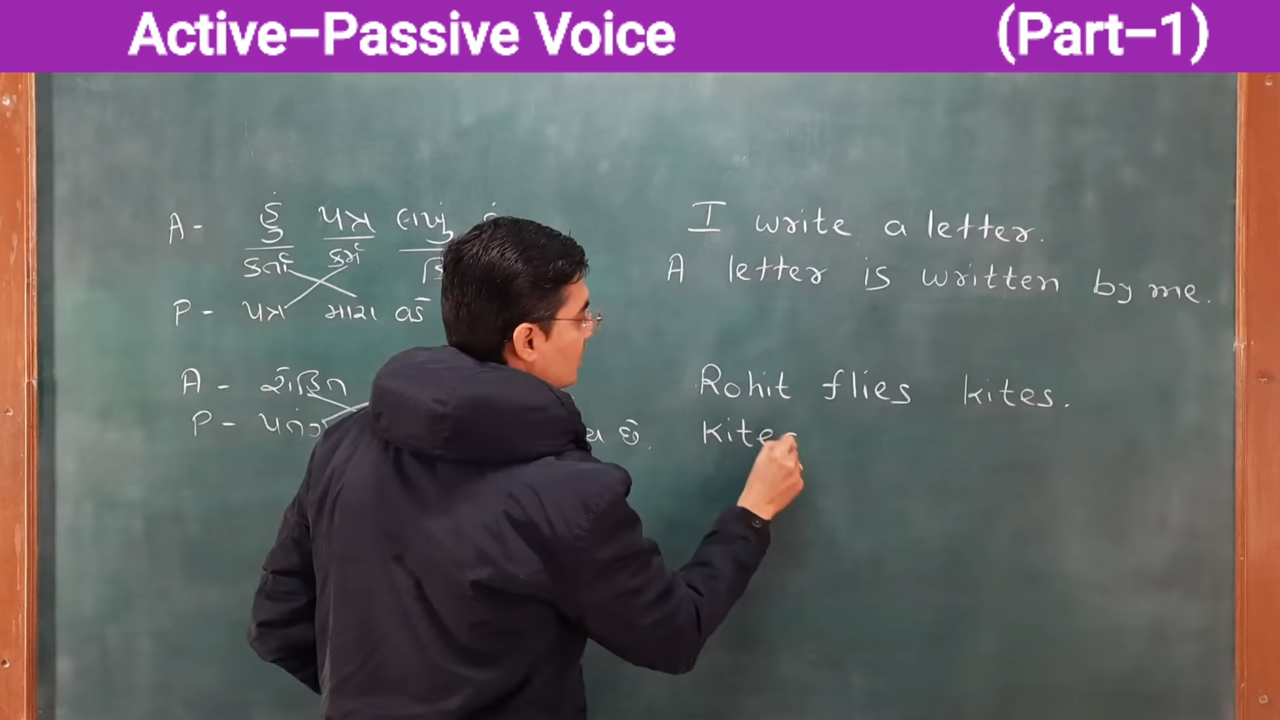 Active–Passive Voice (Part–1)
A- હું પત્ર લખું
કર્તા કર્મ
P- પત્ર મારા વડે
A - રોહિત
P- પતં છે.
I write a letter.
A letter is written by me.
Rohit flies kites.
Kites